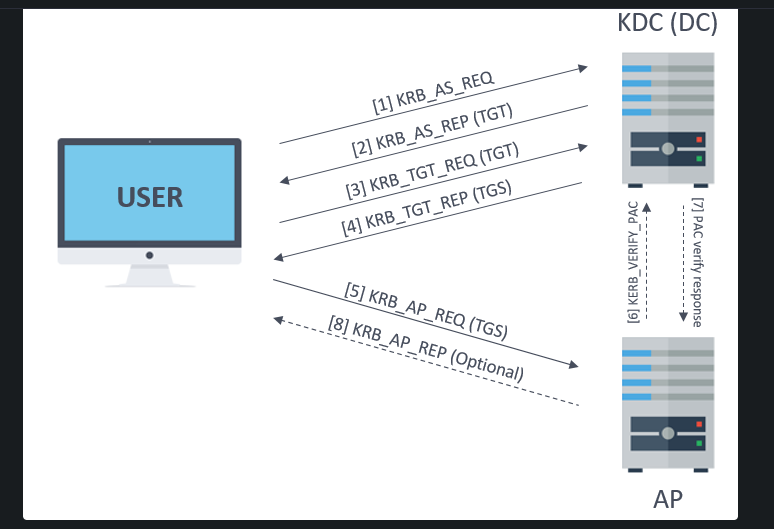 KDC (DC)
[1] KRB_AS_REQ
[2] KRB_AS_REP (TGT)
[3] KRB_TGT_REQ (TGT)
[4] KRB_TGT_REP (TGS)
USER
[5] KRB_AP_REQ (TGS)
[8] KRB_AP_REP (Optional)
[6] KERB_VERIFY_PAC
[7] PAC verify response
AP